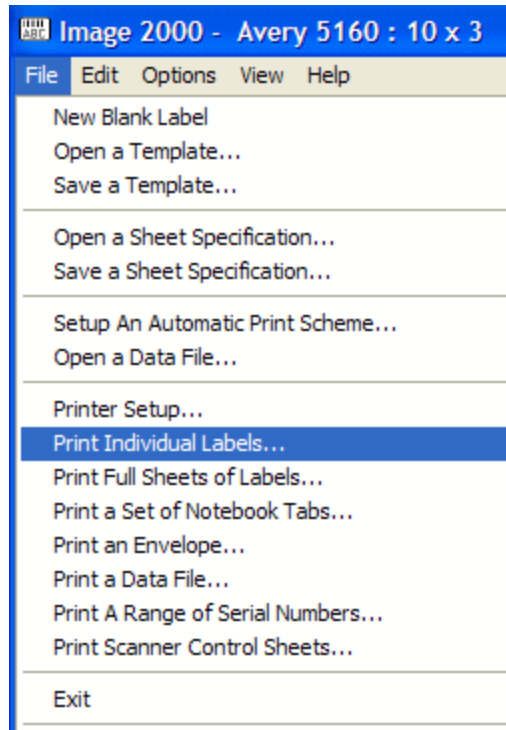 Image 2000 - Avery 5160 : 10 x 3
File Edit Options View Help
New Blank Label
Open a Template...
Save a Template...
Open a Sheet Specification...
Save a Sheet Specification...
Setup An Automatic Print Scheme...
Open a Data File...
Printer Setup...
Print Individual Labels...
Print Full Sheets of Labels...
Print a Set of Notebook Tabs...
Print an Envelope...
Print a Data File...
Print A Range of Serial Numbers...
Print Scanner Control Sheets...
Exit